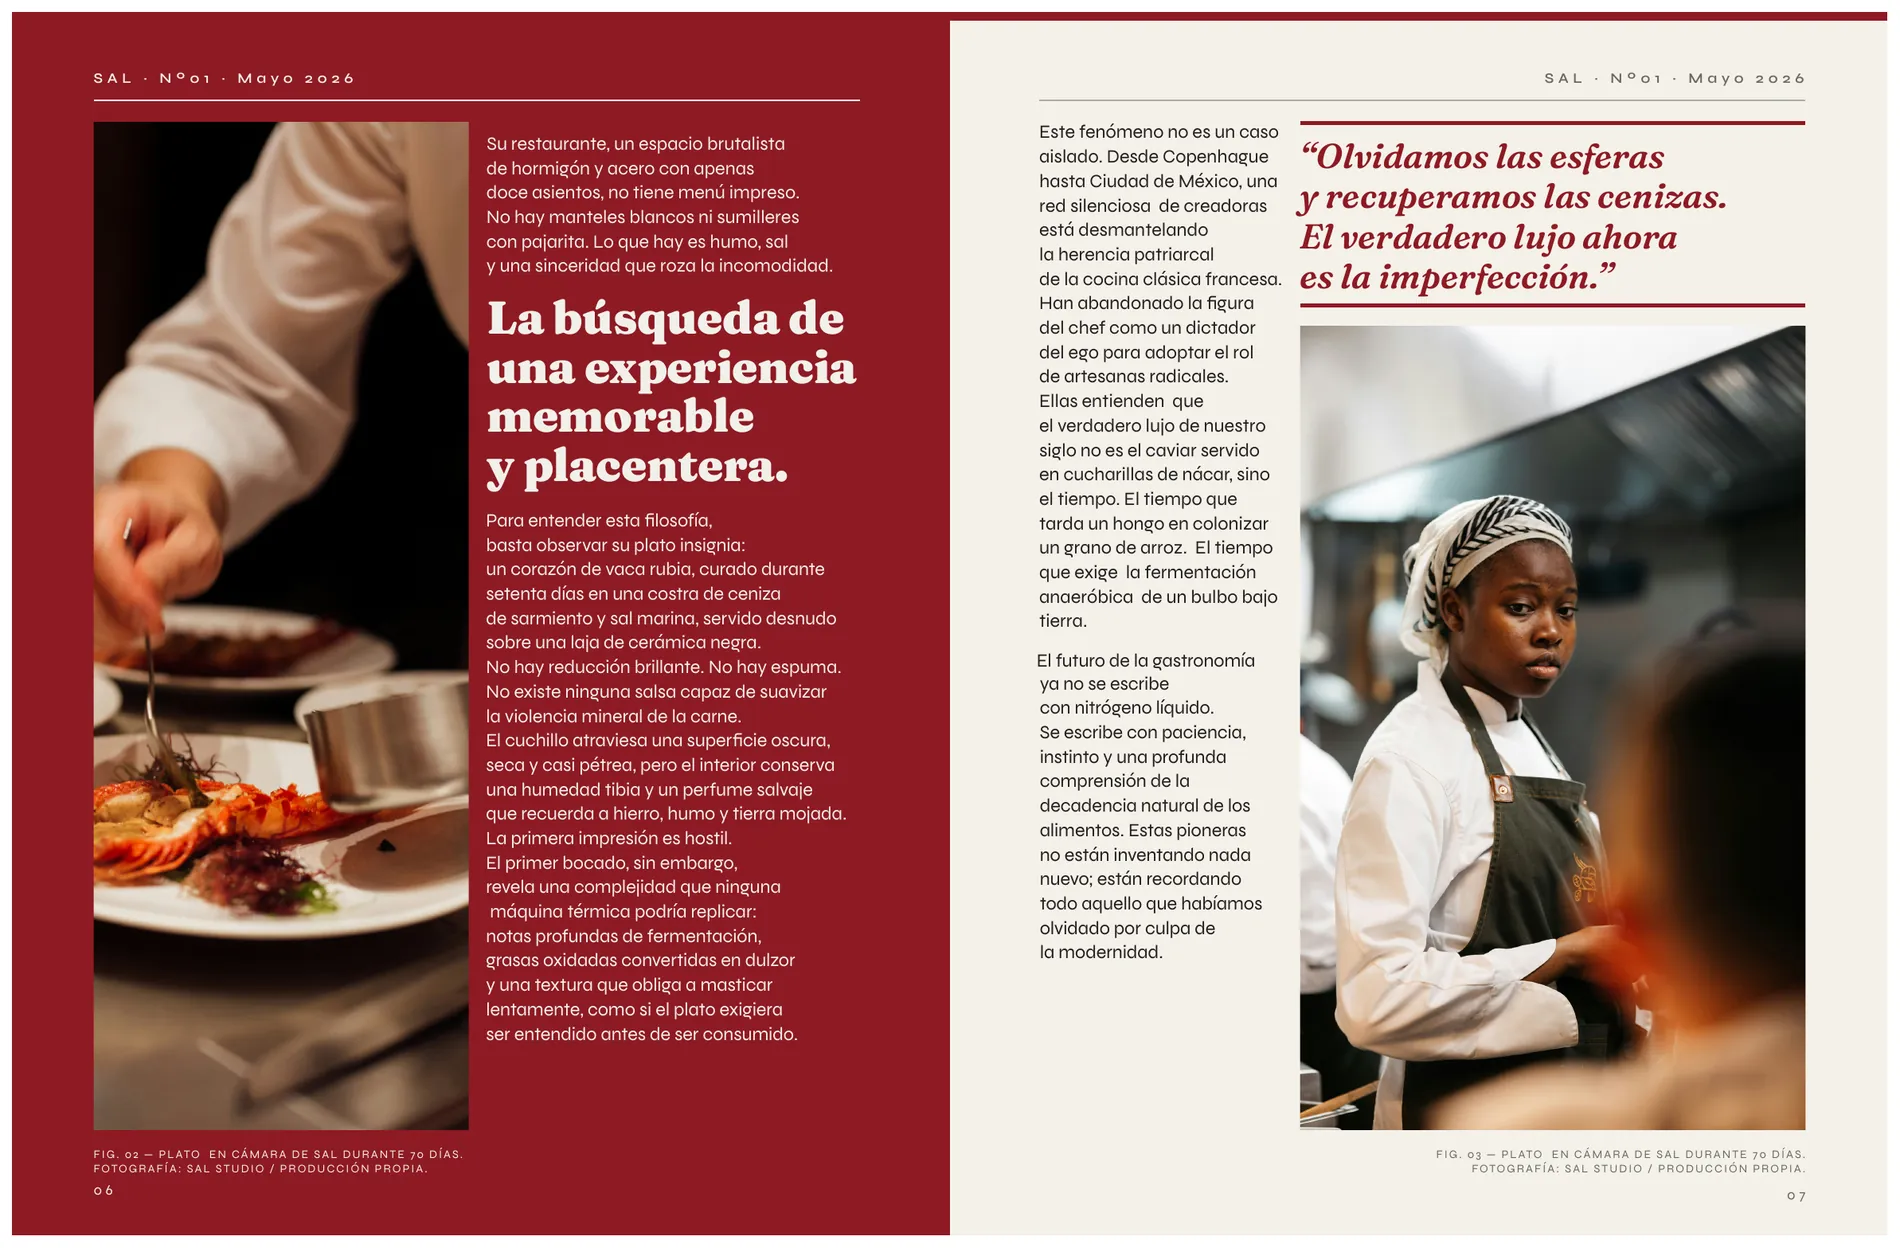 SAL · Nº01 · Mayo 2026
Su restaurante, un espacio brutalista
de hormigón y acero con apenas
doce asientos, no tiene menú impreso.
No hay manteles blancos ni sumilleres
con pajarita. Lo que hay es humo, sal
y una sinceridad que roza la incomodidad.
La búsqueda de
una experiencia
memorable
y placentera.
Para entender esta filosofía,
basta observar su plato insignia:
un corazón de vaca rubia, curado durante
setenta días en una costra de ceniza
de sarmiento y sal marina, servido desnudo
sobre una laja de cerámica negra.
No hay reducción brillante. No hay espuma.
No existe ninguna salsa capaz de suavizar
la violencia mineral de la carne.
El cuchillo atraviesa una superficie oscura,
seca y casi pétrea, pero el interior conserva
una humedad tibia y un perfume salvaje
que recuerda a hierro, humo y tierra mojada.
La primera impresión es hostil.
El primer bocado, sin embargo,
revela una complejidad que ninguna
máquina térmica podría replicar:
notas profundas de fermentación,
grasas oxidadas convertidas en dulzor
y una textura que obliga a masticar
lentamente, como si el plato exigiera
ser entendido antes de ser consumido.
FIG. 02 — PLATO EN CÁMARA DE SAL DURANTE 70 DÍAS.
FOTOGRAFÍA: SAL STUDIO / PRODUCCIÓN PROPIA.
06
SAL · Nº01 · Mayo 2026
Este fenómeno no es un caso
aislado. Desde Copenhague
hasta Ciudad de México, una
red silenciosa de creadoras
está desmantelando
la herencia patriarcal
de la cocina clásica francesa.
Han abandonado la figura
del chef como un dictador
del ego para adoptar el rol
de artesanas radicales.
Ellas entienden que
el verdadero lujo de nuestro
siglo no es el caviar servido
en cucharillas de nácar, sino
el tiempo. El tiempo que
tarda un hongo en colonizar
un grano de arroz. El tiempo
que exige la fermentación
anaeróbica de un bulbo bajo
tierra.
El futuro de la gastronomía
ya no se escribe
con nitrógeno líquido.
Se escribe con paciencia,
instinto y una profunda
comprensión de la
decadencia natural de los
alimentos. Estas pioneras
no están inventando nada
nuevo; están recordando
todo aquello que habíamos
olvidado por culpa de
la modernidad.
“Olvidamos las esferas
y recuperamos las cenizas.
El verdadero lujo ahora
es la imperfección.”
FIG. 03 — PLATO EN CÁMARA DE SAL DURANTE 70 DÍAS.
FOTOGRAFÍA: SAL STUDIO / PRODUCCIÓN PROPIA.
07